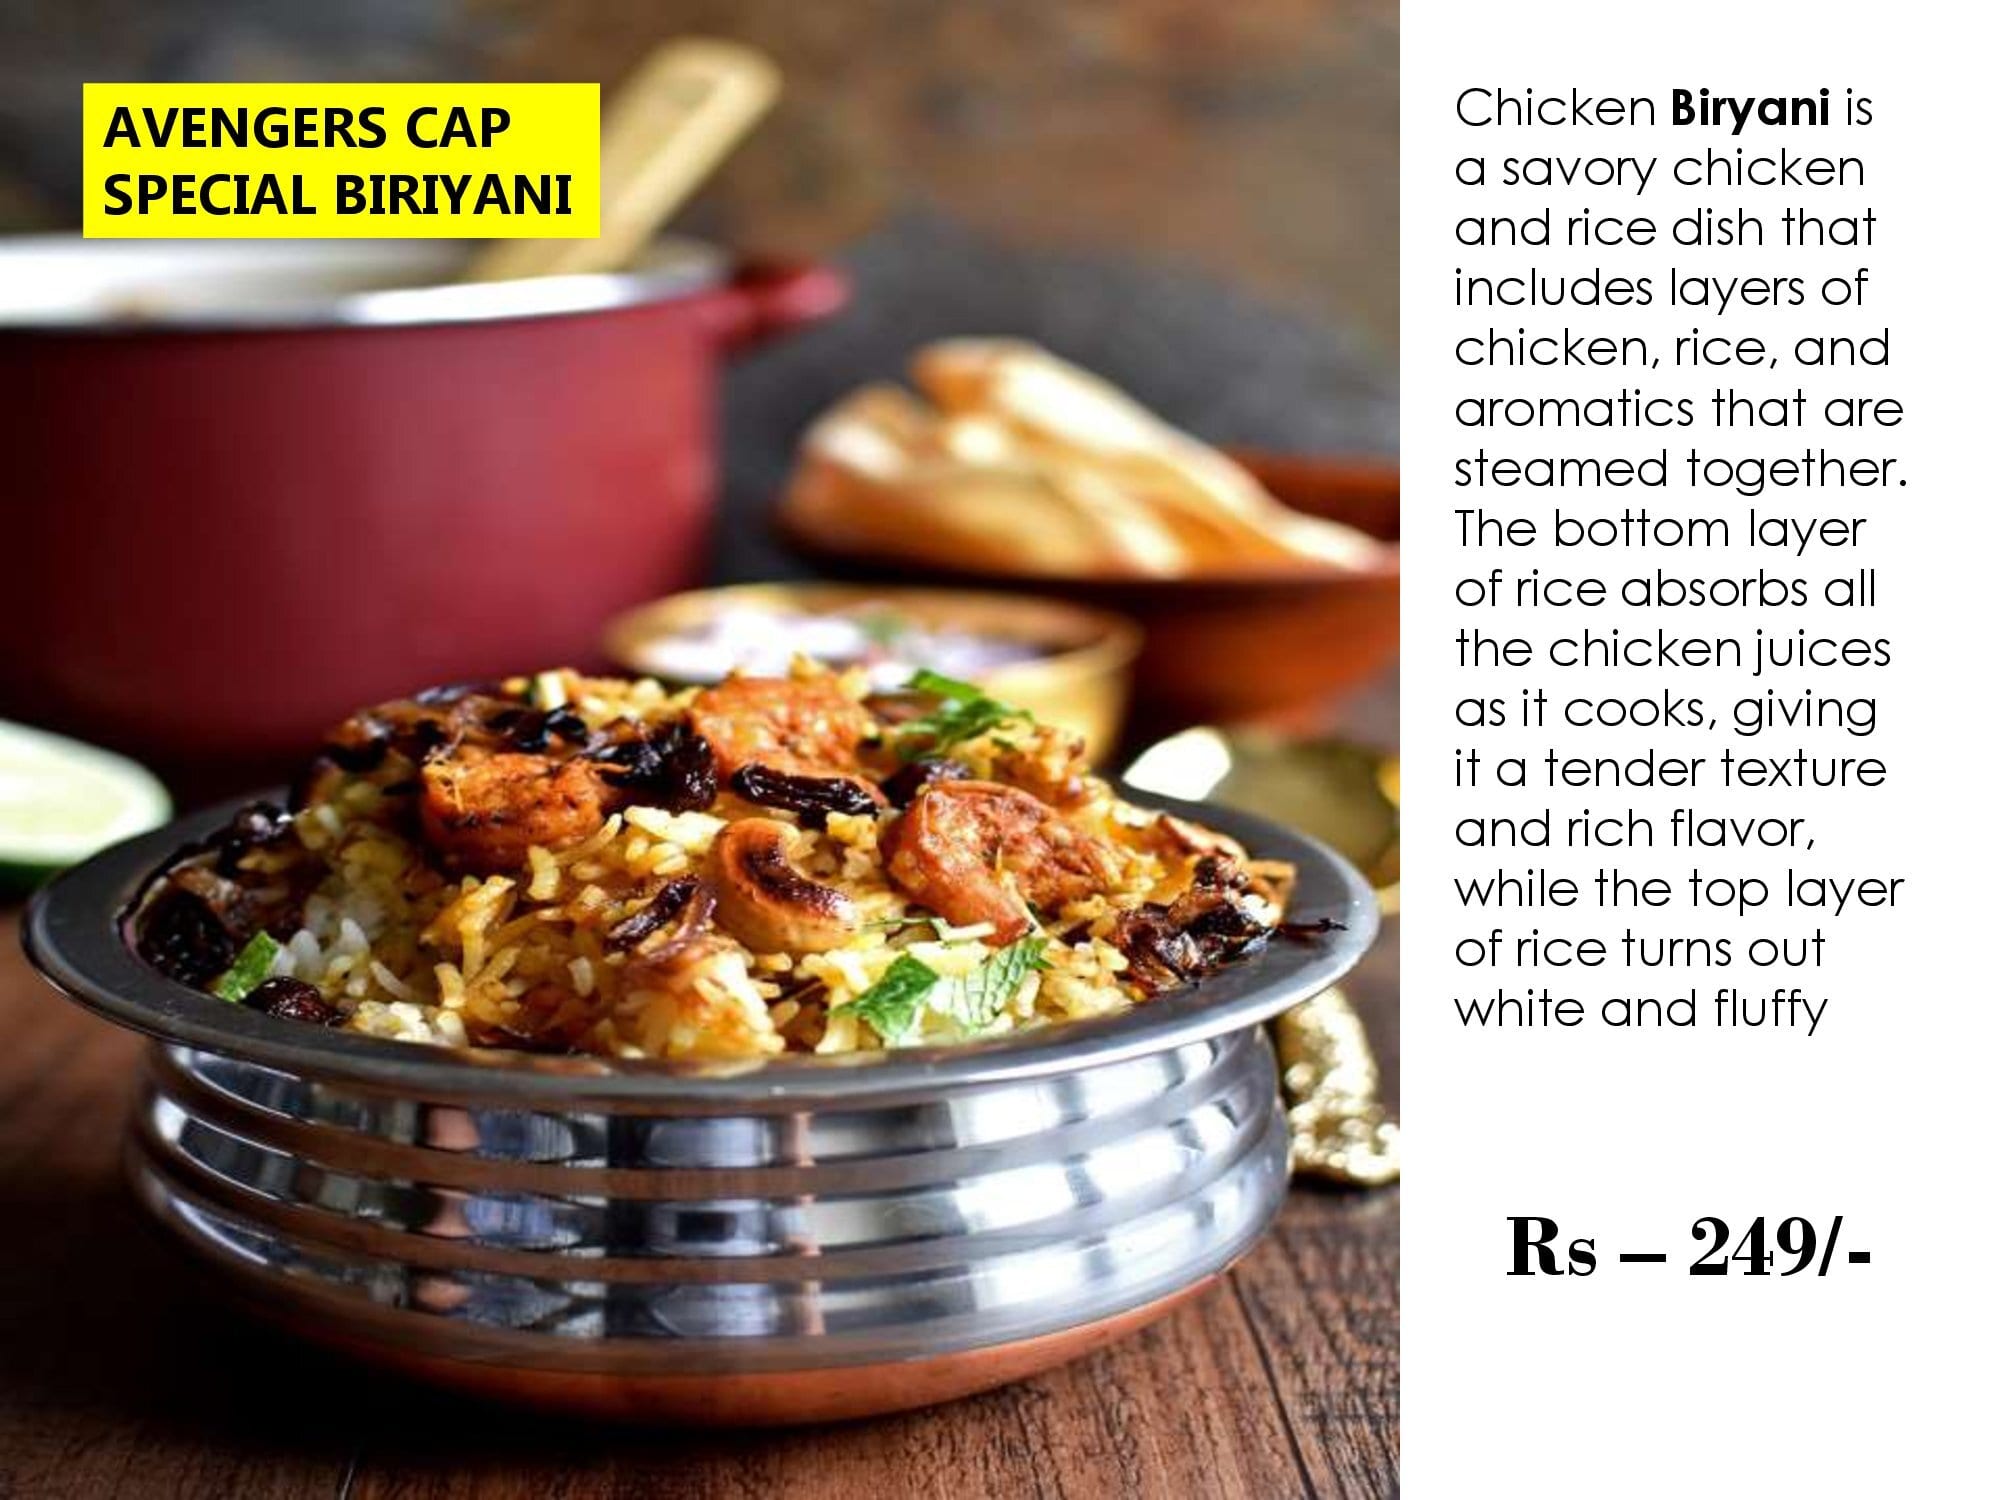 AVENGERS CAP
SPECIAL BIRIYANI
Chicken Biryani is
a savory chicken
and rice dish that
includes layers of
chicken, rice, and
aromatics that are
steamed together.
The bottom layer
of rice absorbs all
the chicken juices
as it cooks, giving
it a tender texture
and rich flavor,
while the top layer
of rice turns out
white and fluffy
Rs – 249/-